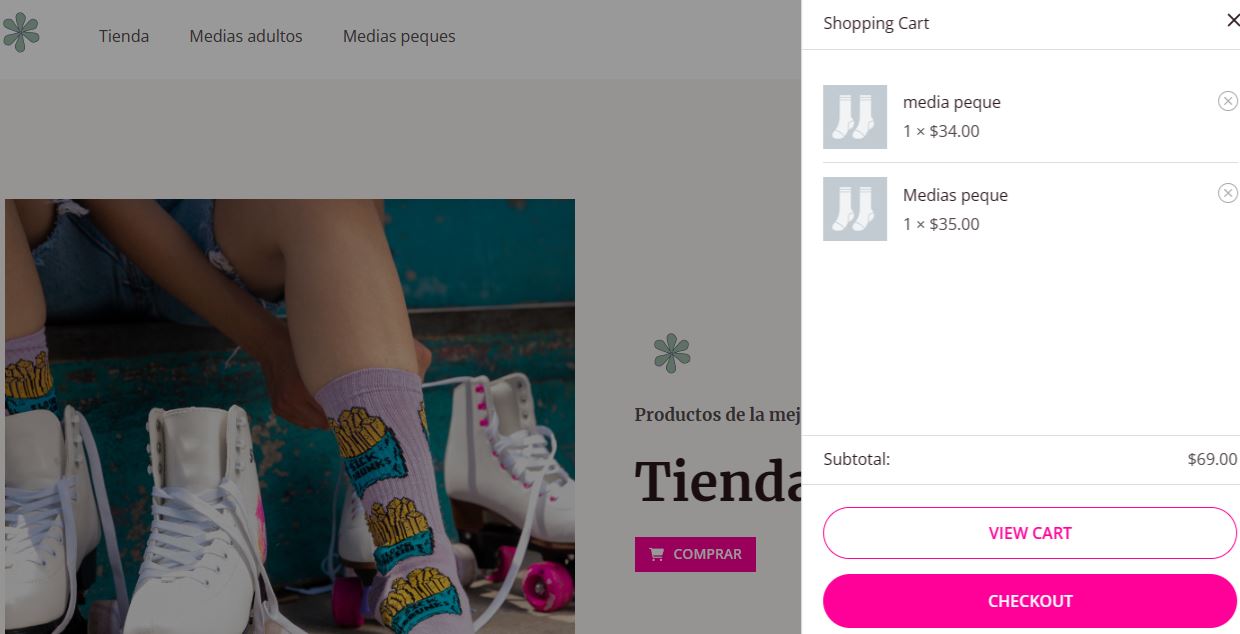 Tienda
Medias adultos
Medias peques
Productos de la mej
Tienda
COMPRAR
Shopping Cart
media peque
1 × $34.00
Medias peque
1 × $35.00
Subtotal:
$69.00
VIEW CART
CHECKOUT